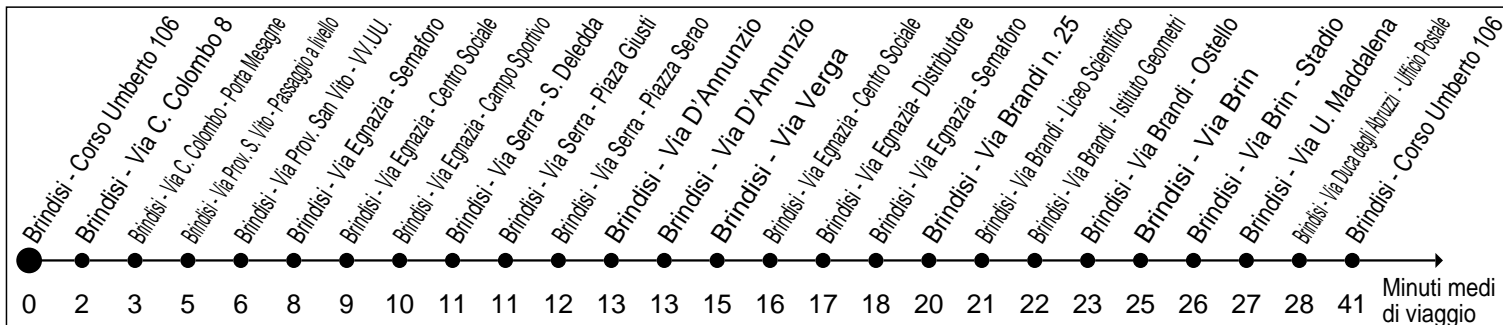 Brindisi - Corso Umberto 106
Brindisi - Via C. Colombo 8
Brindisi - Via C. Colombo - Porta Mesagne
Brindisi - Via Prov. S. Vito - Passaggio a livello
Brindisi - Via Prov. San Vito - VV.UU.
Brindisi - Via Egnazia - Semaforo
Brindisi - Via Egnazia - Centro Sociale
Brindisi - Via Egnazia - Campo Sportivo
Brindisi - Via Serra - S. Deledda
Brindisi - Via Serra - Piaza Giusti
Brindisi - Via Serra - Piazza Serao
Brindisi - Via D'Annunzio
Brindisi - Via D'Annunzio
Brindisi - Via Verga
Brindisi - Via Egnazia - Centro Sociale
Brindisi - Via Egnazia- Distributore
Brindisi - Via Egnazia - Semaforo
Brindisi - Via Brandi n. 25
Brindisi - Via Brandi - Liceo Scientifico
Brindisi - Via Brandi - Istituto Geometri
Brindisi - Via Brandi - Ostello
Brindisi - Via Brin
Brindisi - Via Brin - Stadio
Brindisi - Via U. Maddalena
Brindisi - Via Duca degli Abruzzi - Ufficio Postale
Brindisi - Corso Umberto 106
0 2 3 5 6 8 9 10 11 11 12 13 13 15 16 17 18 20 21 22 23 25 26 27 28 41
Minuti medi
di viaggio